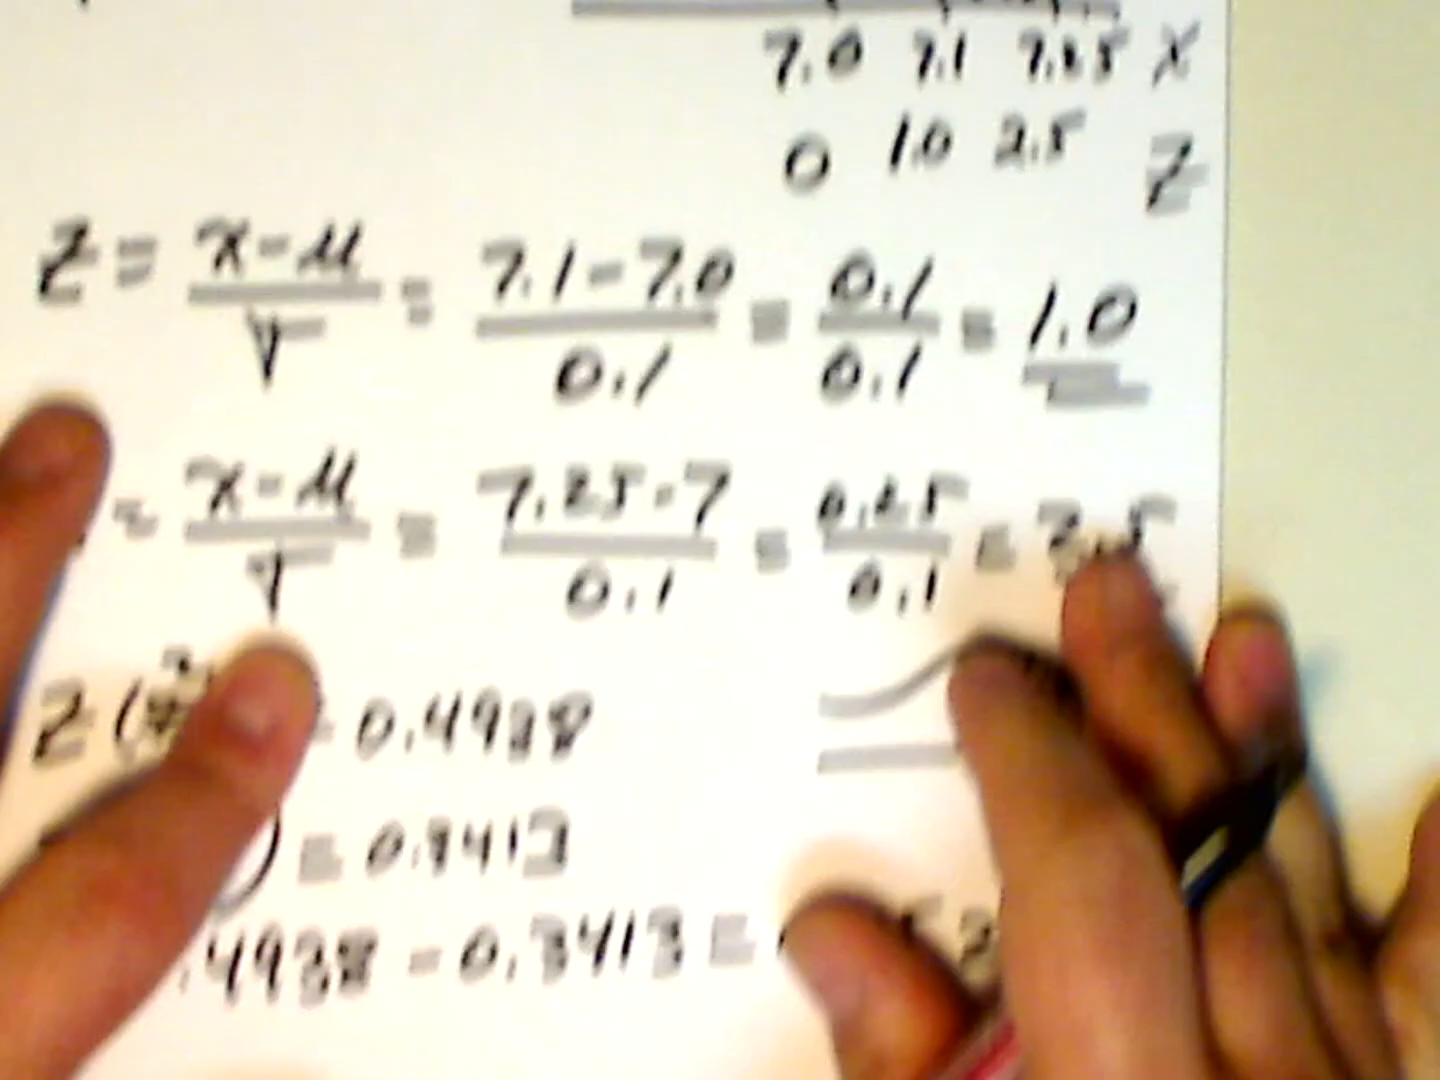 7.0 7.1 7.25 X
0 1.0 2.5 Z
Z = x-μ / σ = 7.1-7.0 / 0.1 = 0.1 / 0.1 = 1.0
= x-μ / σ = 7.25-7 / 0.1 = 0.25 / 0.1 = 2.5
Z ( = 0.4938
) = 0.3413
.4938 - 0.3413 =